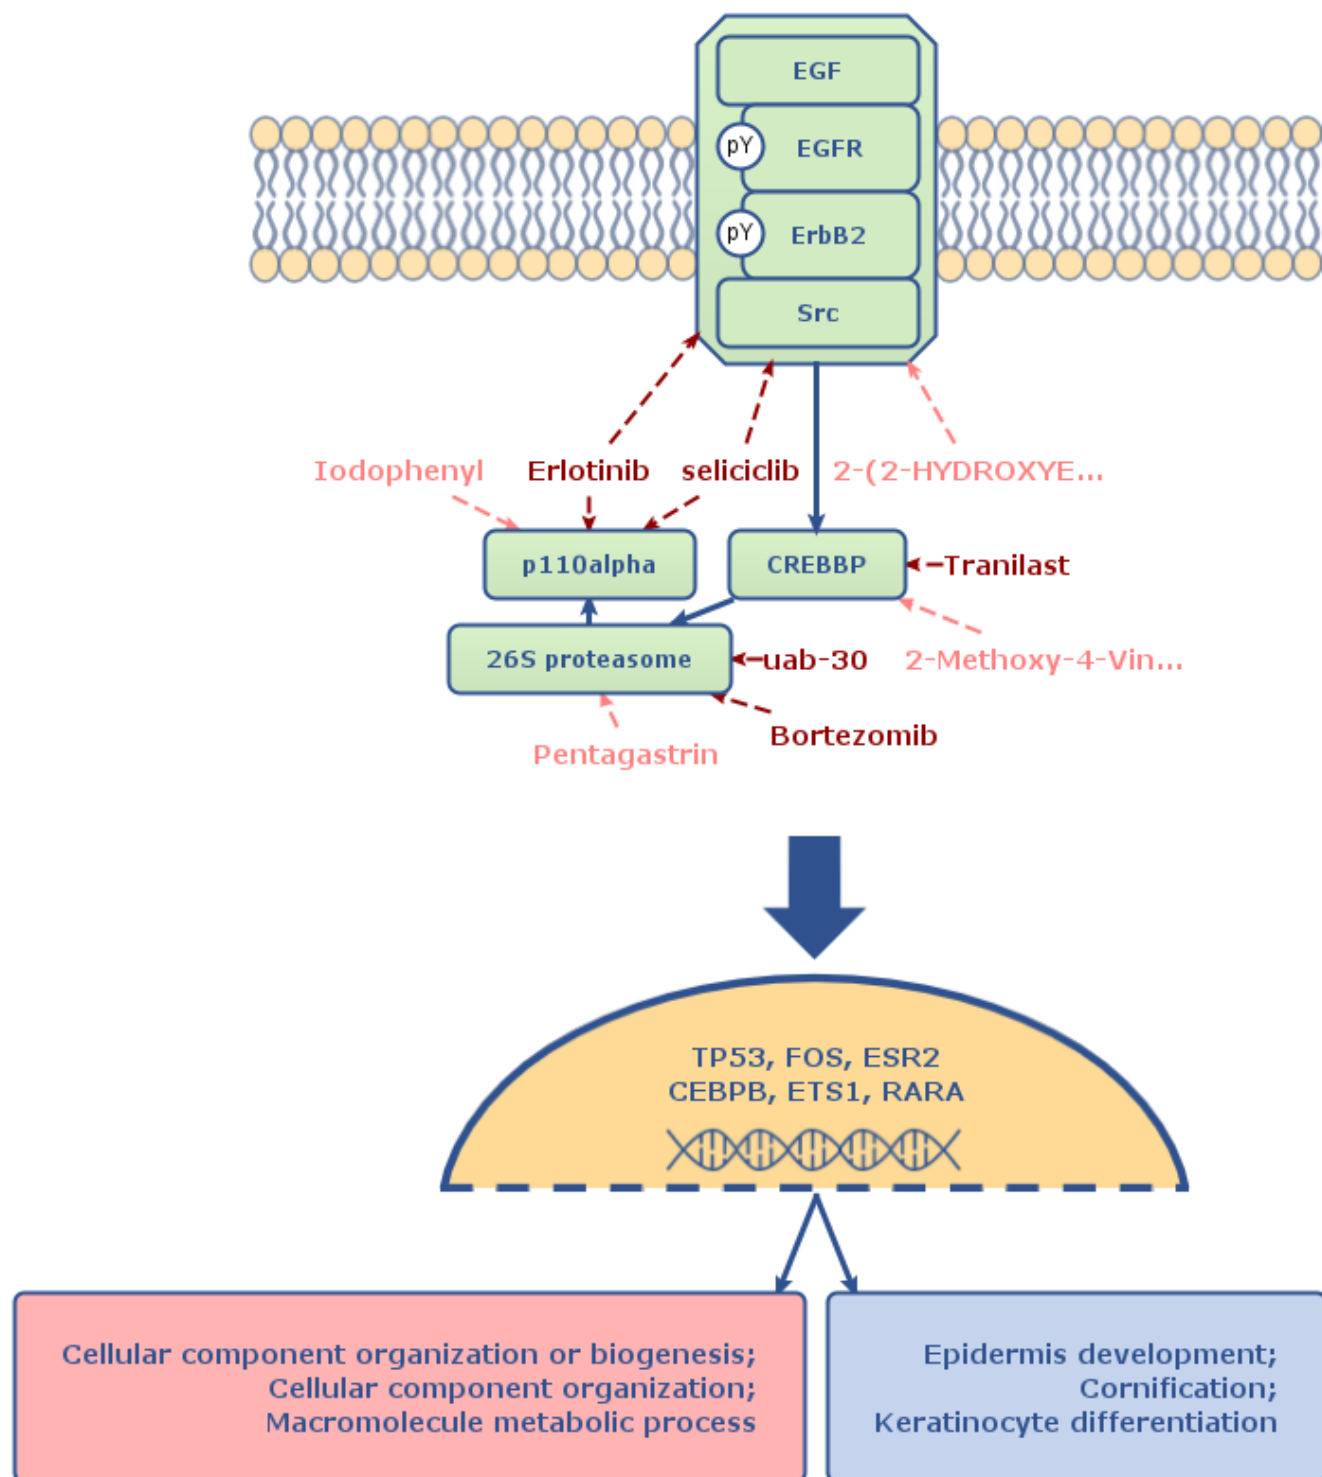 EGF
pY
EGFR
pY
ErbB2
Src
Iodophenyl
Erlotinib
seliciclib
2-(2-HYDROXYE...
p110alpha
CREBBP
Tranilast
26S proteasome
uab-30
2-Methoxy-4-Vin...
Bortezomib
Pentagastrin
TP53, FOS, ESR2
CEBPB, ETS1, RARA
Cellular component organization or biogenesis;
Cellular component organization;
Macromolecule metabolic process
Epidermis development;
Cornification;
Keratinocyte differentiation